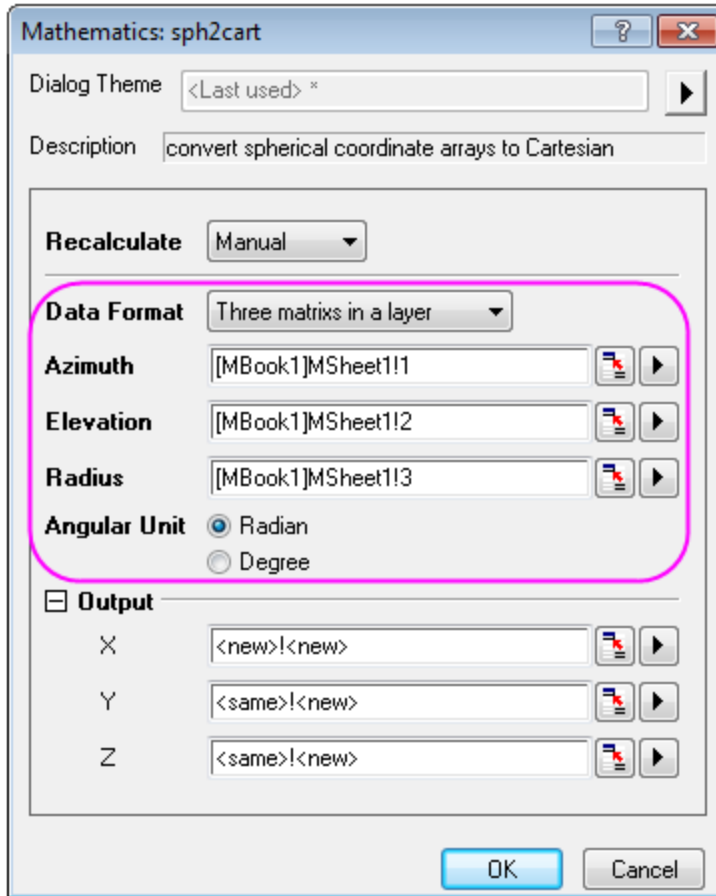 Mathematics: sph2cart
Dialog Theme <Last used> *
Description convert spherical coordinate arrays to Cartesian
Recalculate Manual
Data Format Three matrixs in a layer
Azimuth [MBook1]MSheet1!1
Elevation [MBook1]MSheet1!2
Radius [MBook1]MSheet1!3
Angular Unit Radian
Degree
Output
X <new>!<new>
Y <same>!<new>
Z <same>!<new>
OK Cancel